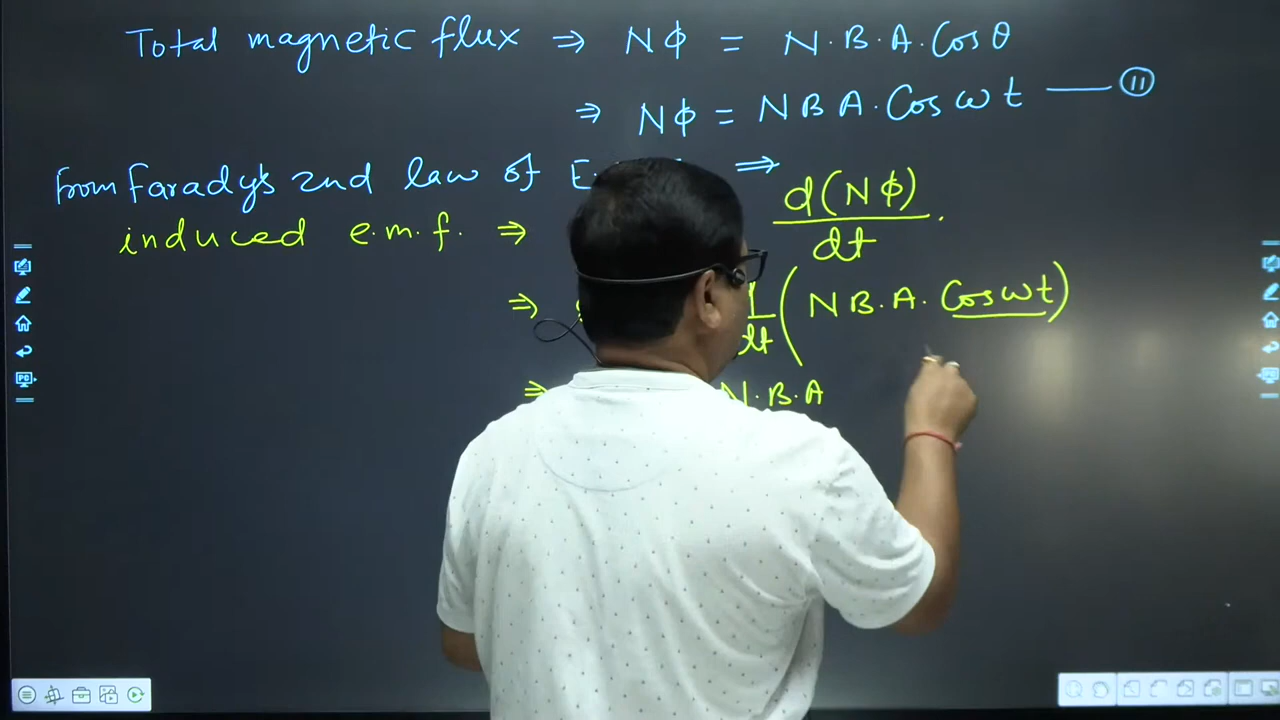 Total magnetic flux ⇒ Nϕ = N.B.A.Cosθ
⇒ Nϕ = NBA.Cosωt —— (11)
From Farady's 2nd law of E ⇒
induced e.m.f. ⇒ d(Nϕ)/dt.
⇒ (NB.A.Cosωt)
⇒ N.B.A